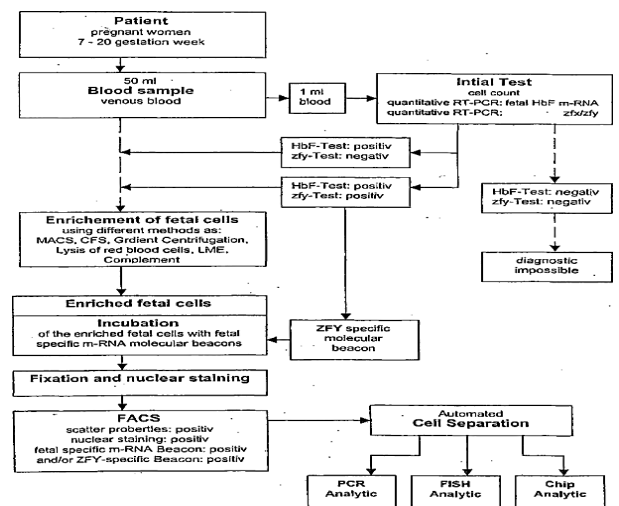 Patient
pregnant women
7 - 20 gestation week
50 ml
Blood sample
venous blood
1 ml
blood
Intial Test
cell count
quantitative RT-PCR: fetal HbF m-RNA
quantitative RT-PCR: zfx/zfy
HbF-Test: positiv
zfy-Test: negativ
HbF-Test: positiv
zfy-Test: positiv
HbF-Test: negativ
zfy-Test: negativ
diagnostic
impossible
Enrichement of fetal cells
using different methods as:
MACS, CFS, Grdient Centrifugation,
Lysis of red blood cells, LME,
Complement
Enriched fetal cells
Incubation
of the enriched fetal cells with fetal
specific m-RNA molecular beacons
ZFY specific
molecular
beacon
Fixation and nuclear staining
FACS
scatter proberties: positiv
nuclear staining: positiv
fetal specific m-RNA Beacon: positiv
and/or ZFY-specific Beacon: positiv
Automated
Cell Separation
PCR
Analytic
FISH
Analytic
Chip
Analytic